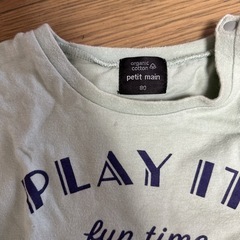 organic
cotton
petit main
80
PLAY IT
fun time